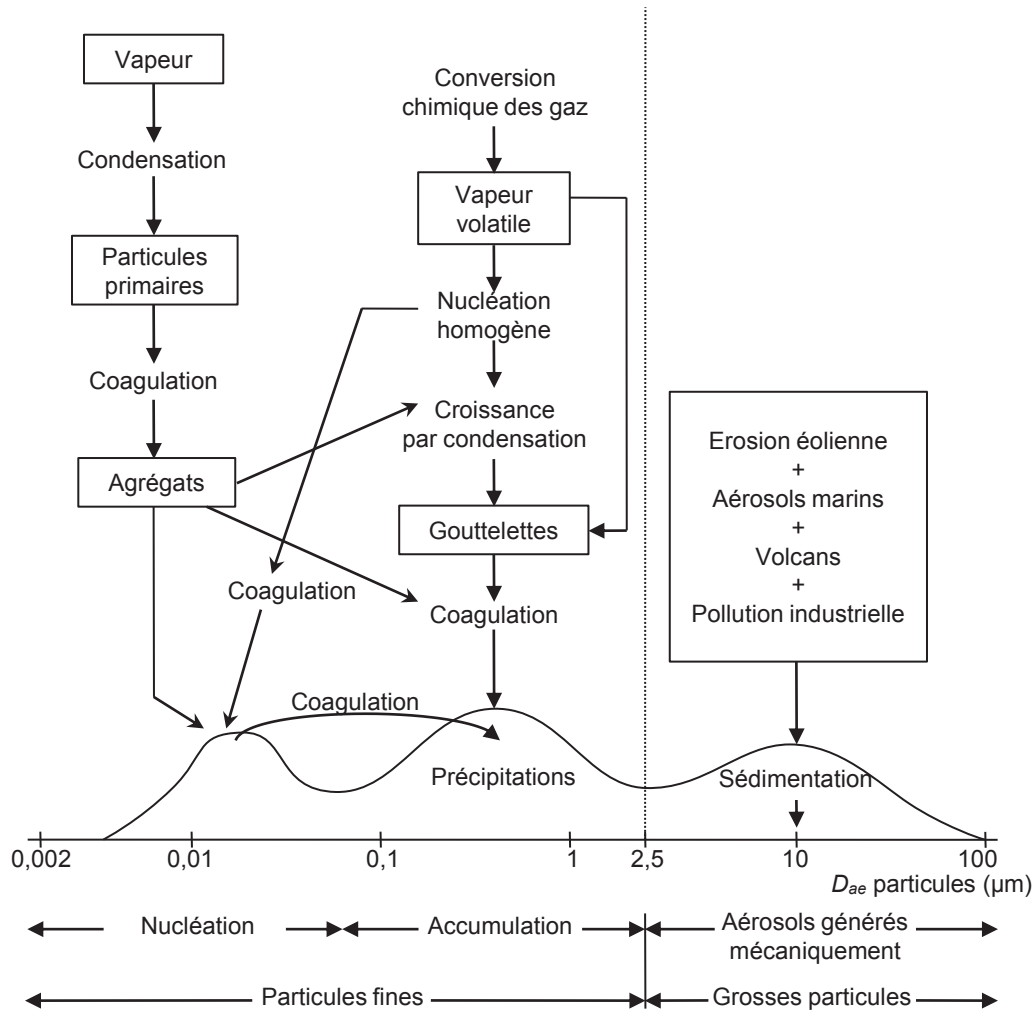 Vapeur
Condensation
Particules
primaires
Coagulation
Agrégats
Conversion
chimique des gaz
Vapeur
volatile
Nucléation
homogène
Croissance
par condensation
Gouttelettes
Coagulation
Coagulation
Coagulation
Erosion éolienne
+
Aérosols marins
+
Volcans
+
Pollution industrielle
Précipitations
Sédimentation
0,002 0,01 0,1 1 2,5 10 100
Dae particules (µm)
Nucléation Accumulation Aérosols générés
mécaniquement
Particules fines Grosses particules